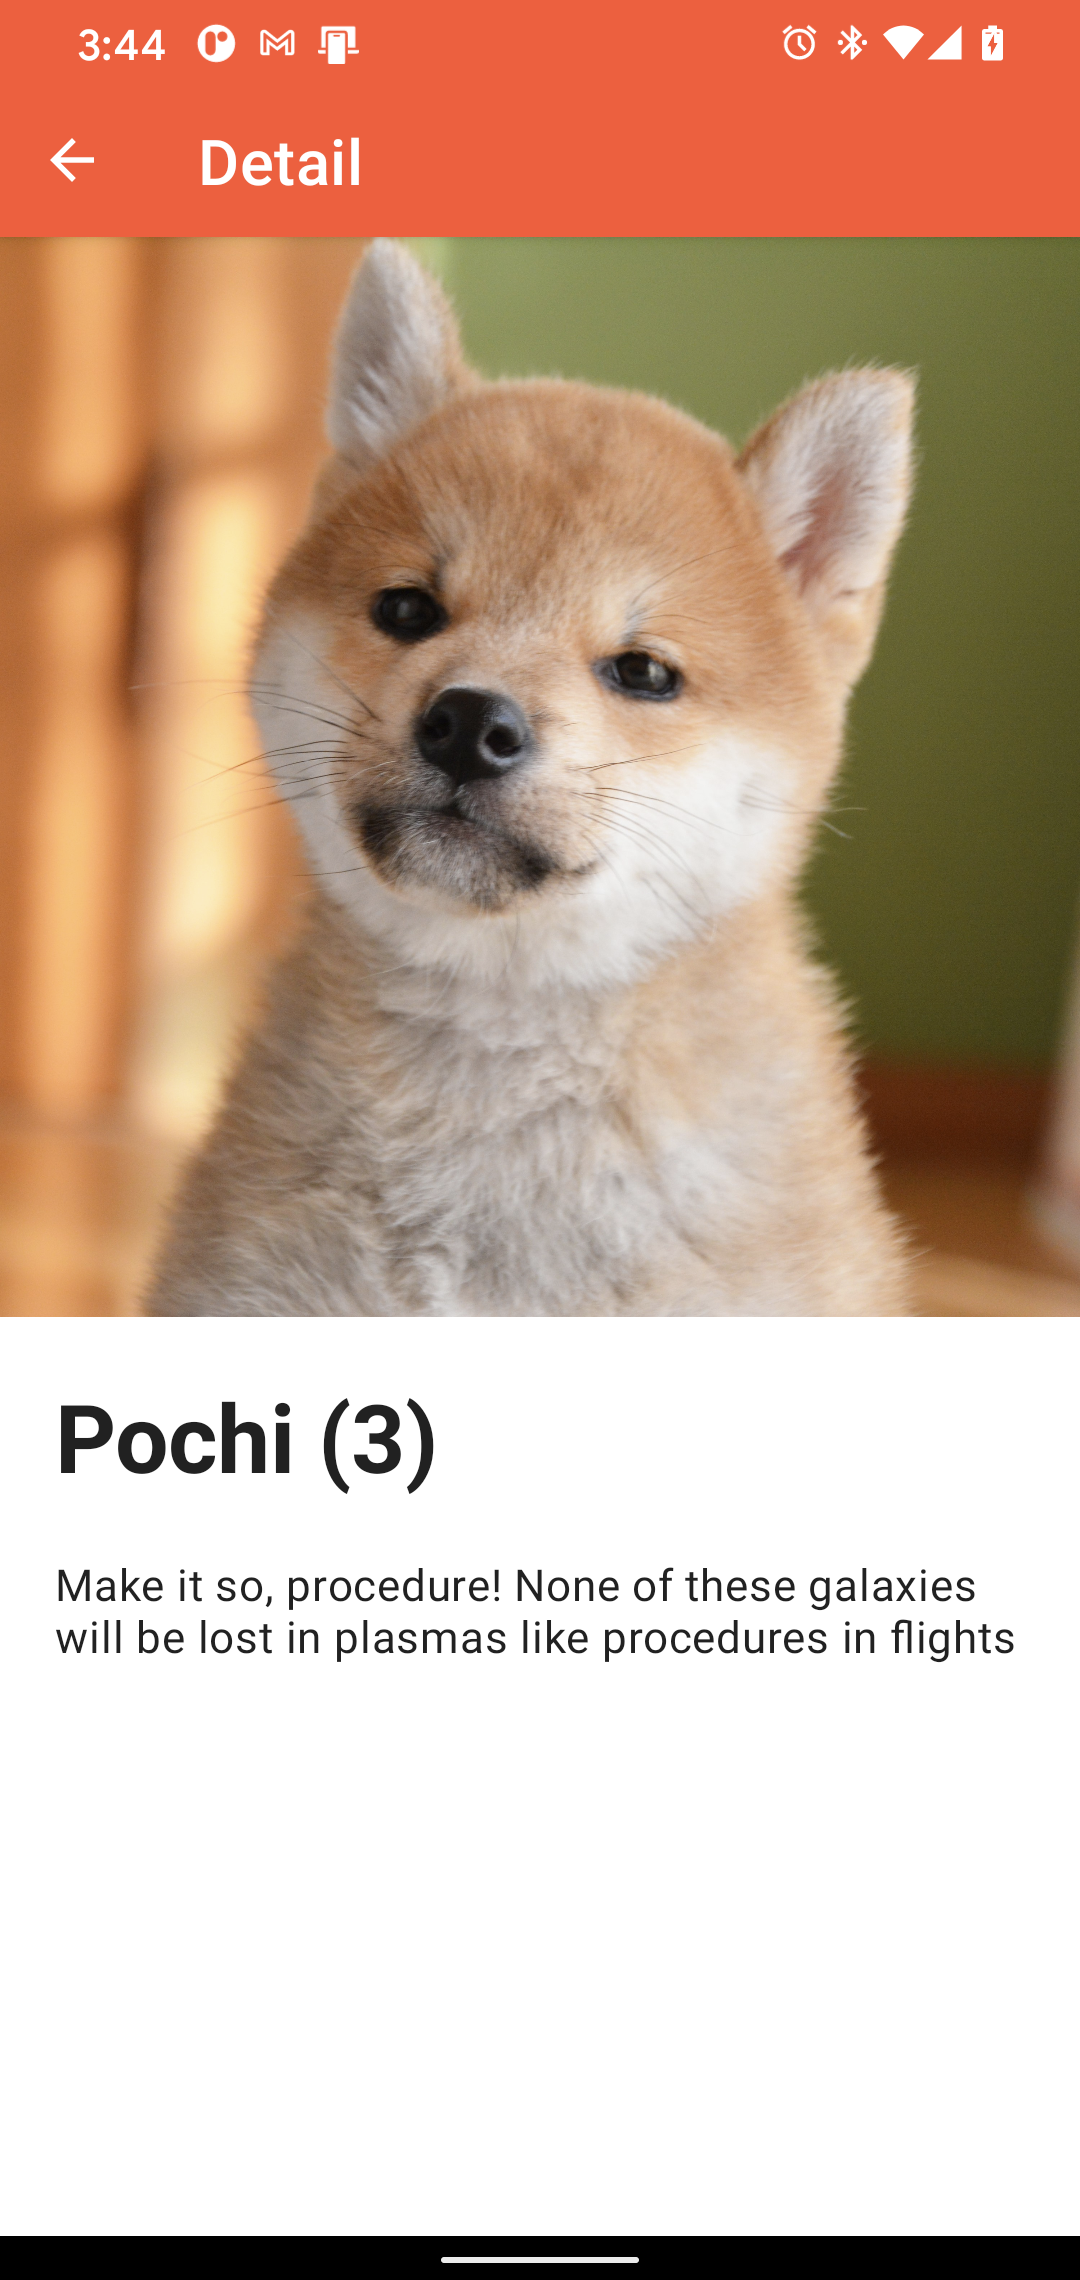 3:44
Detail
Pochi (3)
Make it so, procedure! None of these galaxies
will be lost in plasmas like procedures in flights